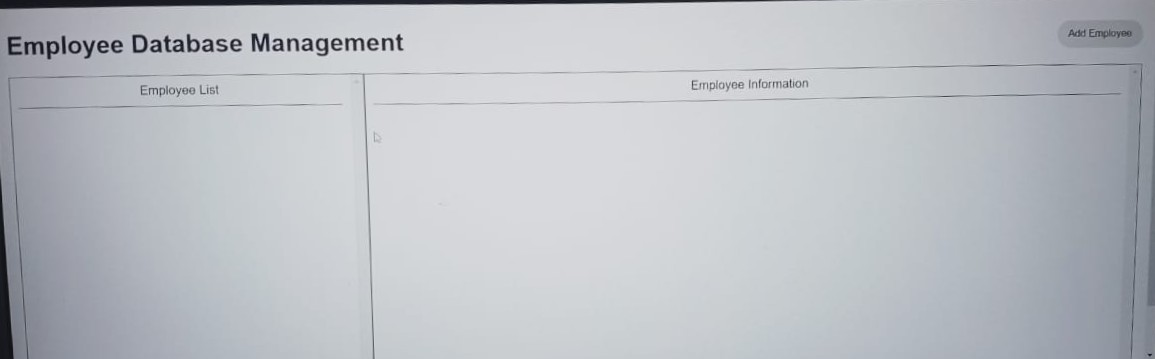 Employee Database Management
Add Employee
Employee List
Employee Information